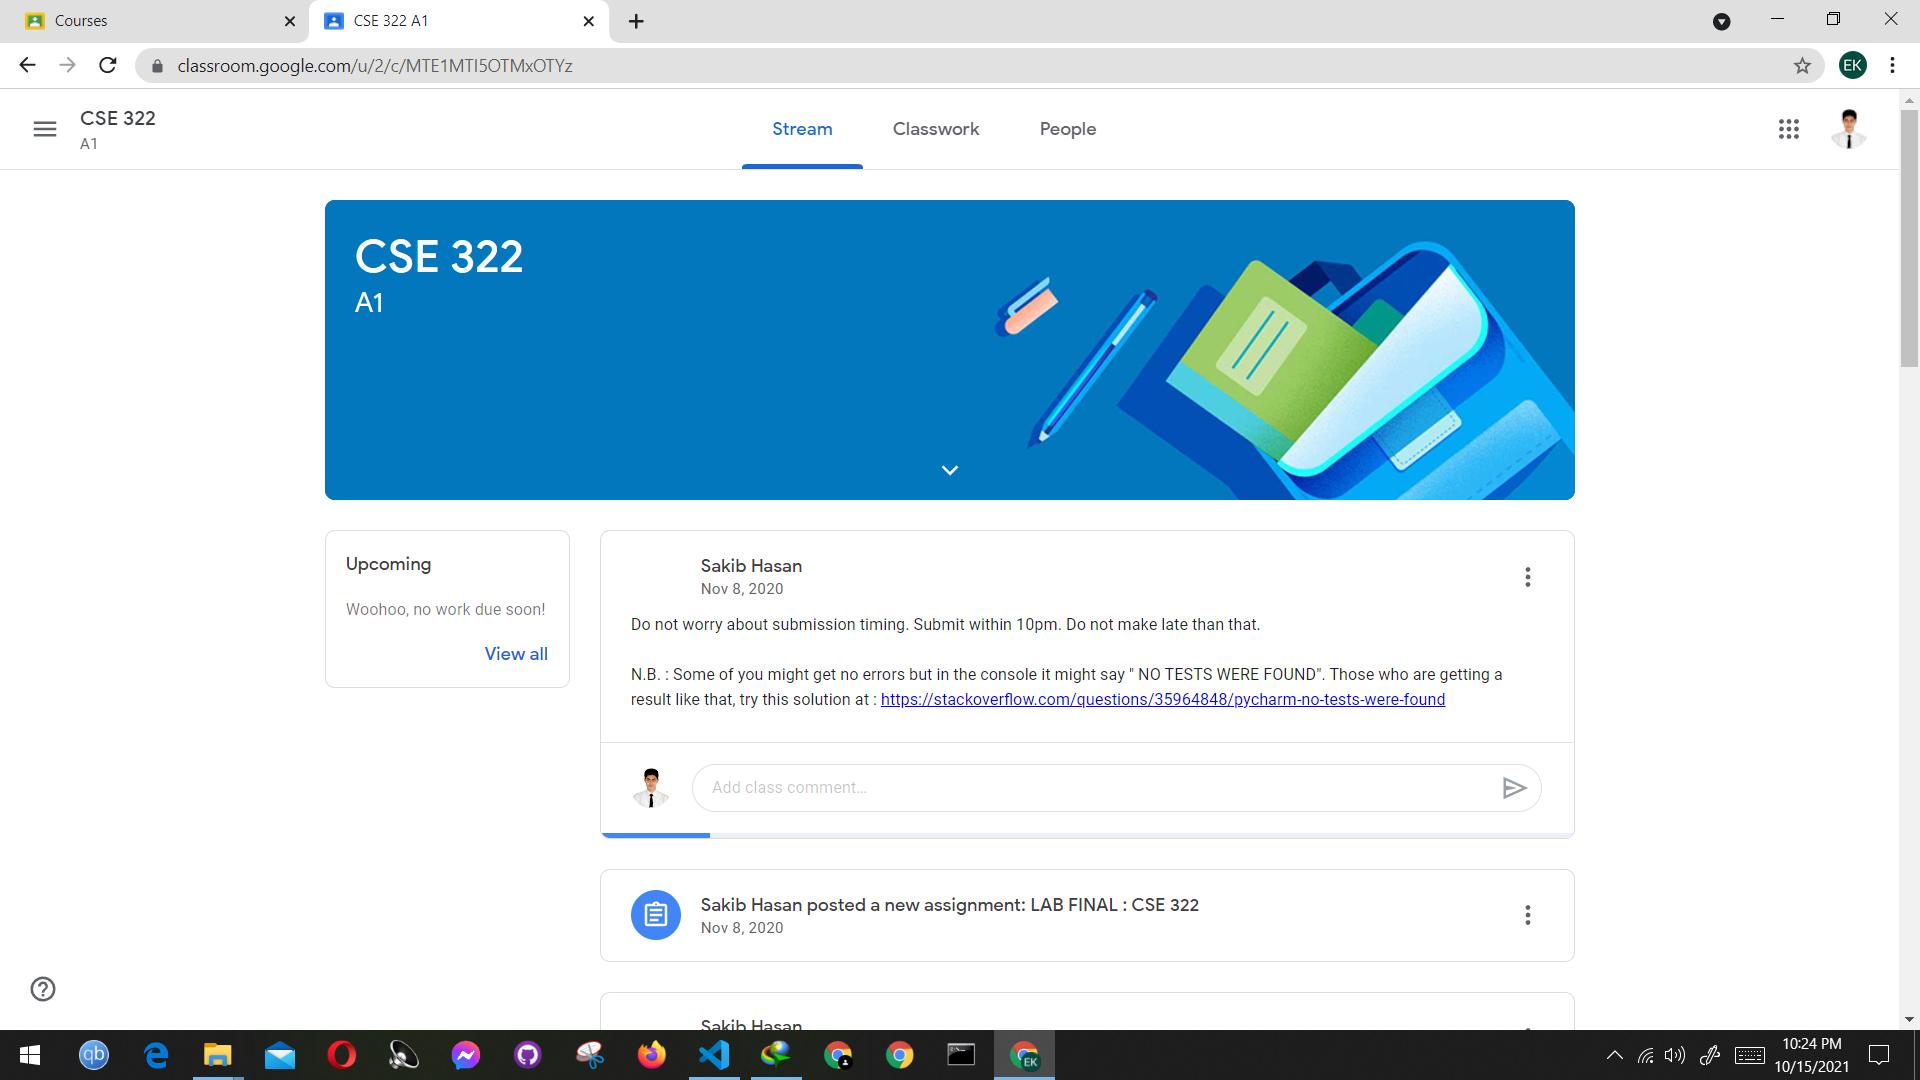 Courses
CSE 322 A1
classroom.google.com/u/2/c/MTE1MTI5OTMxOTYz
EK
CSE 322
A1
Stream
Classwork
People
CSE 322
A1
Upcoming
Woohoo, no work due soon!
View all
Sakib Hasan
Nov 8, 2020
Do not worry about submission timing. Submit within 10pm. Do not make late than that.
N.B. : Some of you might get no errors but in the console it might say " NO TESTS WERE FOUND". Those who are getting a
result like that, try this solution at : https://stackoverflow.com/questions/35964848/pycharm-no-tests-were-found
Add class comment...
Sakib Hasan posted a new assignment: LAB FINAL : CSE 322
Nov 8, 2020
Sakib Hasan
qb
EK
10:24 PM
10/15/2021